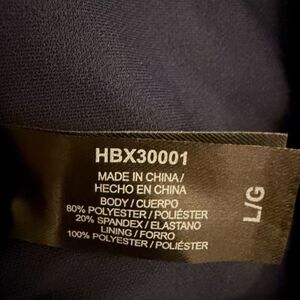 HBX30001
MADE IN CHINA/
HECHO EN CHINA
BODY / CUERPO
80% POLYESTER / POLIÉSTER
20% SPANDEX / ELASTANO
LINING / FORRO
100% POLYESTER / POLIÉSTER
L/G